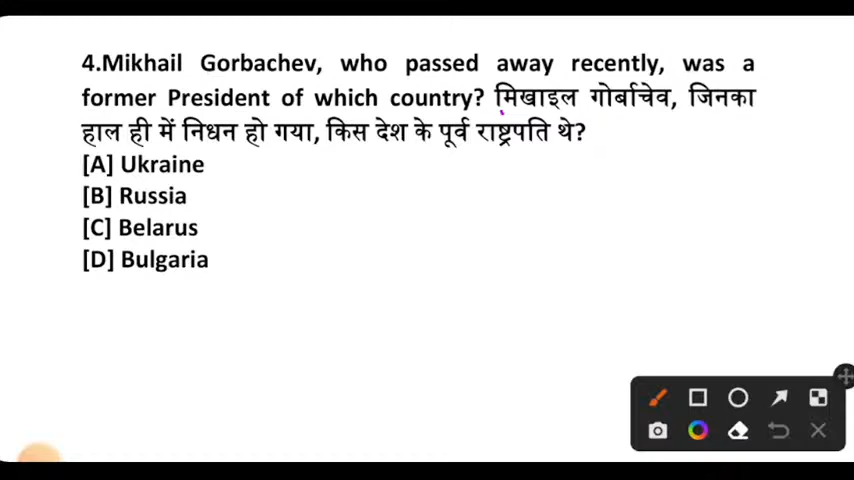 4.Mikhail Gorbachev, who passed away recently, was a
former President of which country? मिखाइल गोर्बाचेव, जिनका
हाल ही में निधन हो गया, किस देश के पूर्व राष्ट्रपति थे?
[A] Ukraine
[B] Russia
[C] Belarus
[D] Bulgaria